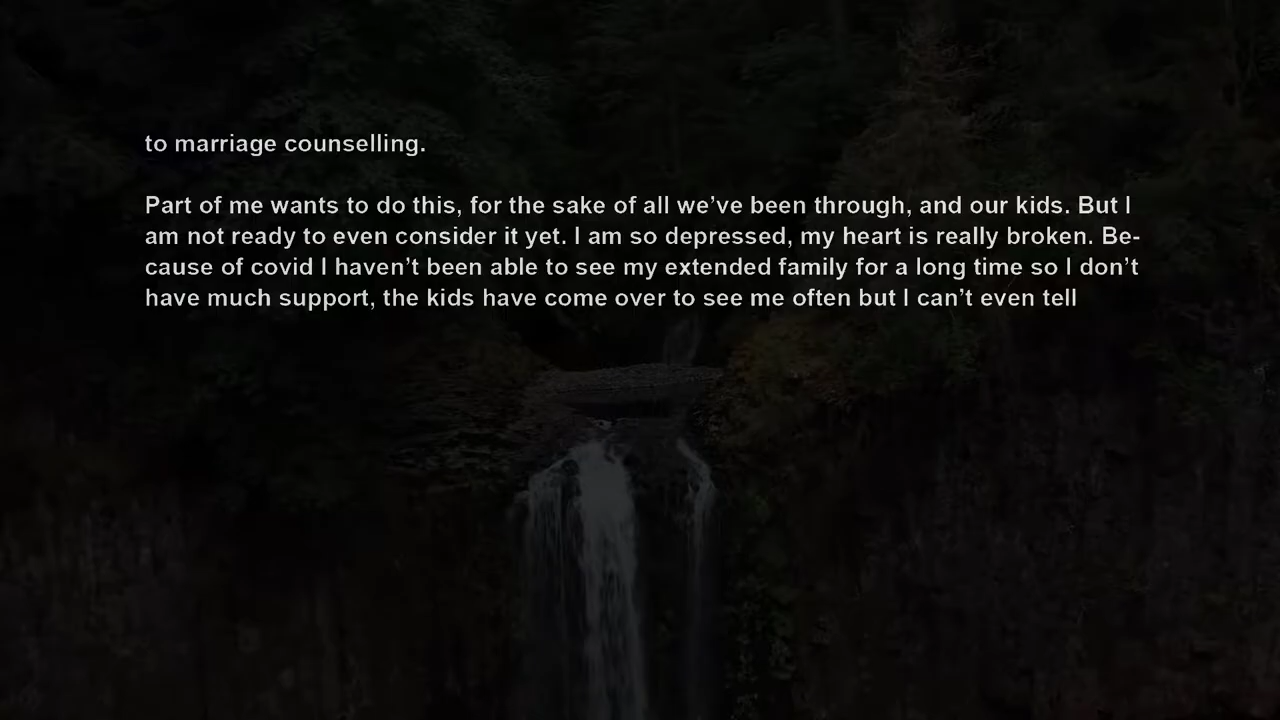 to marriage counselling.
Part of me wants to do this, for the sake of all we’ve been through, and our kids. But I
am not ready to even consider it yet. I am so depressed, my heart is really broken. Be-
cause of covid I haven’t been able to see my extended family for a long time so I don’t
have much support, the kids have come over to see me often but I can’t even tell